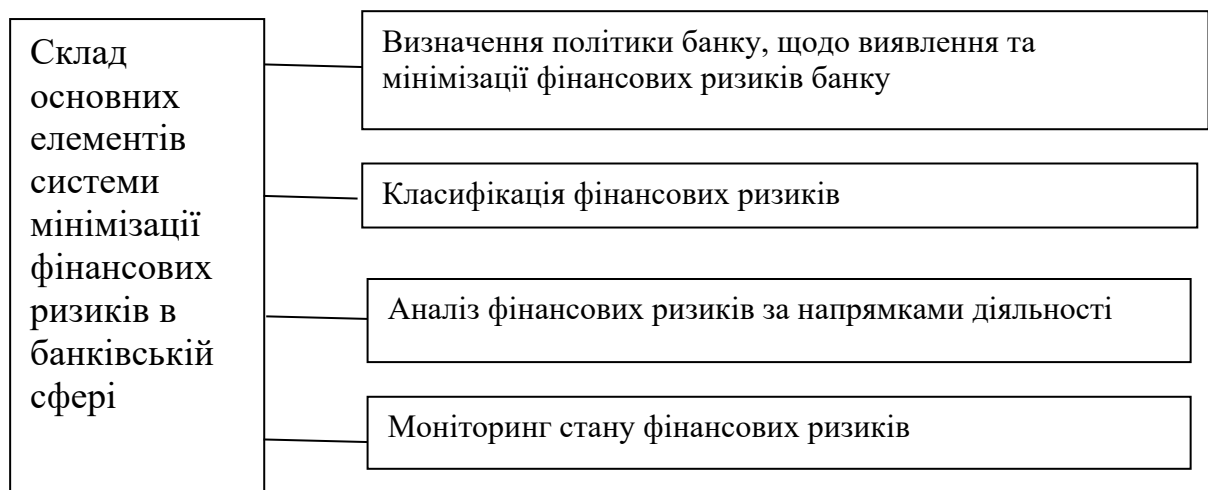 Склад
основних
елементів
системи
мінімізації
фінансових
ризиків в
банківській
сфері
Визначення політики банку, щодо виявлення та
мінімізації фінансових ризиків банку
Класифікація фінансових ризиків
Аналіз фінансових ризиків за напрямками діяльності
Моніторинг стану фінансових ризиків